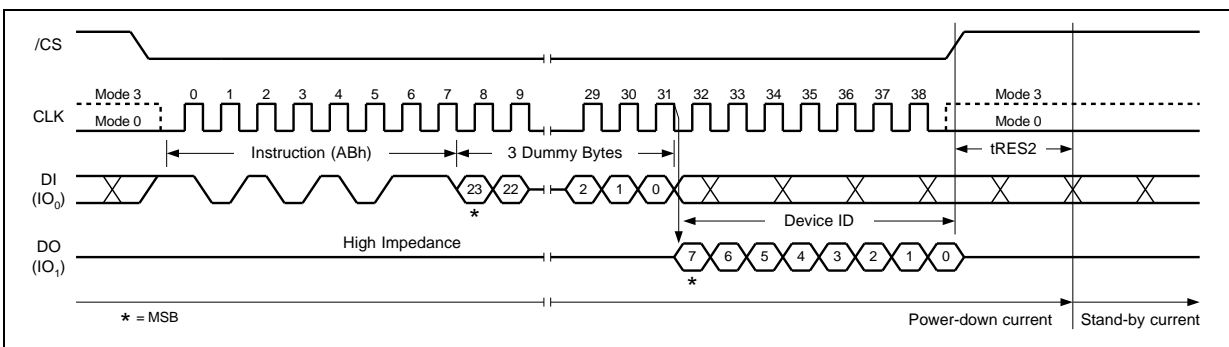 /CS
Mode 3
0 1 2 3 4 5 6 7 8 9 29 30 31 32 33 34 35 36 37 38
Mode 3
CLK
Mode 0
Mode 0
Instruction (ABh)
3 Dummy Bytes
tRES2
DI
(IO0)
23 22 2 1 0
*
Device ID
DO
(IO1)
High Impedance
7 6 5 4 3 2 1 0
*
* = MSB
Power-down current
Stand-by current